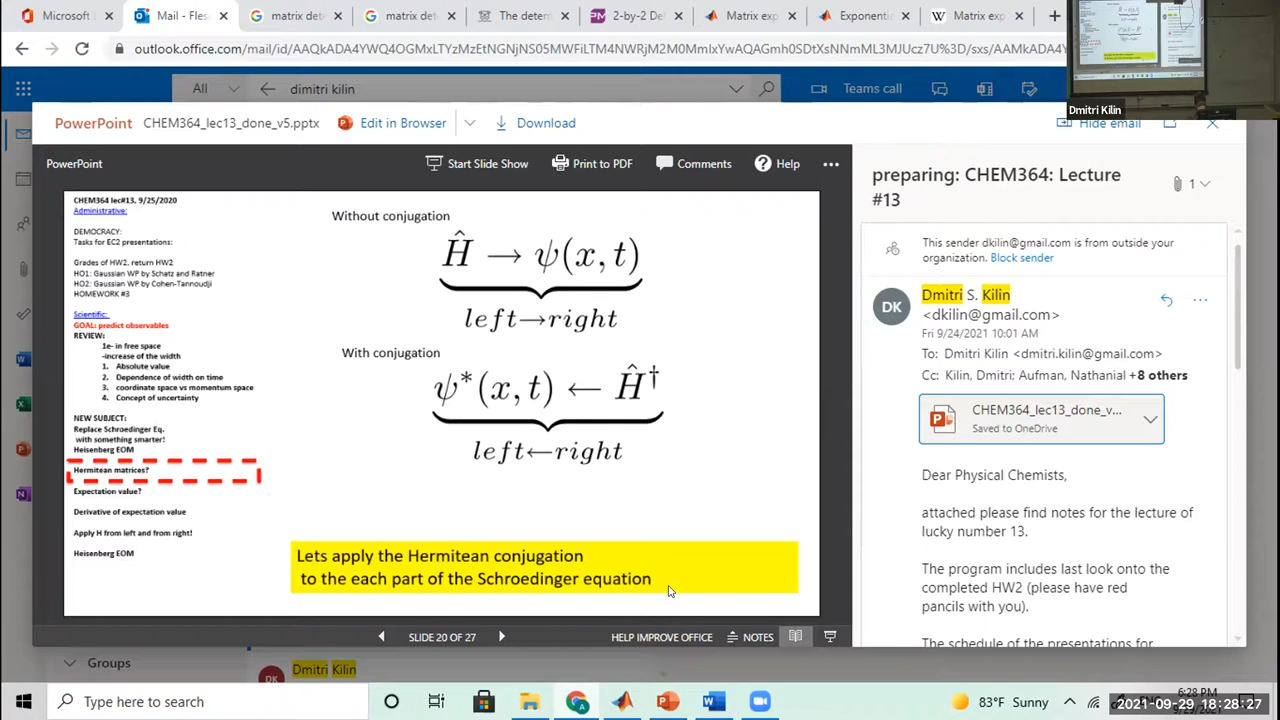 Microsoft O
Mail - Fles
matrix det
matrix det
The deter
2-by-2 De
Matrix exp
Exponenti
Matrix exp
All
dimitri kilin
Teams call
Dmitri Kilin
PowerPoint CHEM364_lec13_done_v5.pptx Edit in Browser Download
Hide email
PowerPoint
Start Slide Show Print to PDF Comments Help
CHEM364 lec#13, 9/25/2020
Administrative:
DEMOCRACY:
Tasks for EC2 presentations:
Grades of HW2, return HW2
HO1: Gaussian WP by Schatz and Ratner
HO2: Gaussian WP by Cohen-Tannoudji
HOMEWORK #3
Scientific:
GOAL: predict observables
REVIEW:
1e- in free space
-increase of the width
1. Absolute value
2. Dependence of width on time
3. coordinate space vs momentum space
4. Concept of uncertainty
NEW SUBJECT:
Replace Schroedinger Eq.
with something smarter!
Heisenberg EOM
Hermitean matrices?
Expectation value?
Derivative of expectation value
Apply H from left and from right!
Heisenberg EOM
Without conjugation
Ĥ → ψ(x, t)
left→right
With conjugation
ψ*(x, t) ← Ĥ†
left←right
Lets apply the Hermitean conjugation
to the each part of the Schroedinger equation
SLIDE 20 OF 27 HELP IMPROVE OFFICE NOTES
preparing: CHEM364: Lecture
#13
1
This sender dkilin@gmail.com is from outside your
organization. Block sender
DK
Dmitri S. Kilin
<dkilin@gmail.com>
Fri 9/24/2021 10:01 AM
To: Dmitri Kilin <dmitri.kilin@gmail.com>
Cc: Kilin, Dmitri; Aufman, Nathanial +8 others
CHEM364_lec13_done_v...
Saved to OneDrive
Dear Physical Chemists,
attached please find notes for the lecture of
lucky number 13.
The program includes last look onto the
completed HW2 (please have red
pancils with you).
The schedule of the presentations for
Groups
DK
Dmitri Kilin
Type here to search
83°F Sunny
6:28 PM
2021-09-29 18:28:27